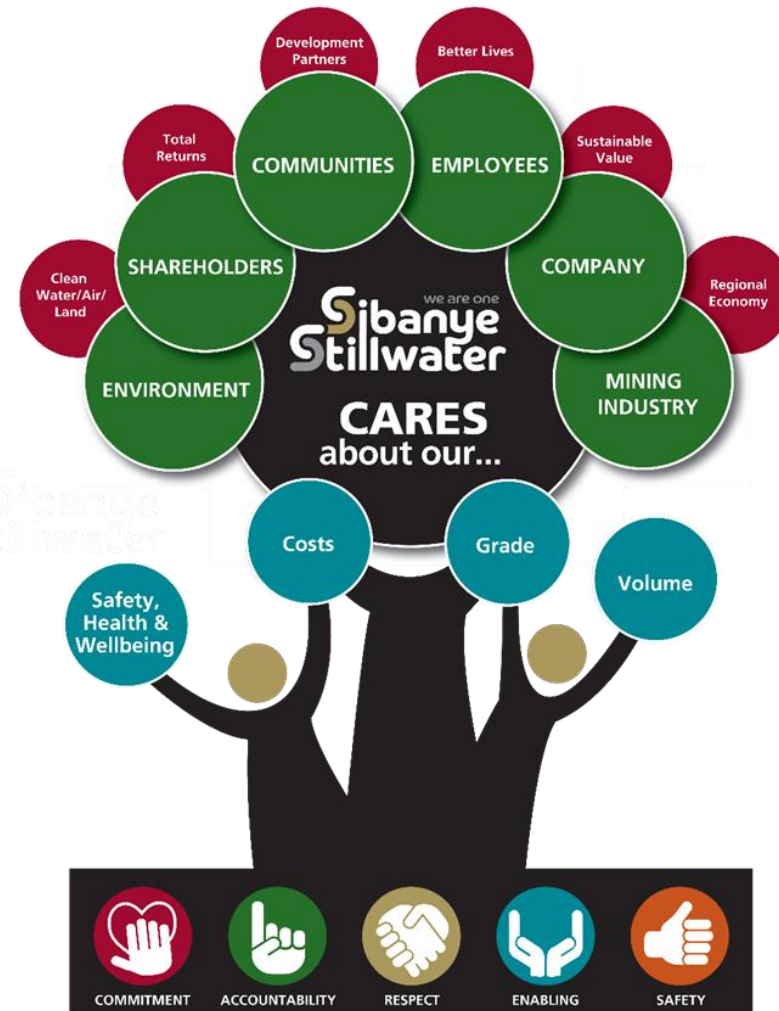 Development
Partners
Better Lives
Total
Returns
COMMUNITIES
EMPLOYEES
Sustainable
Value
Clean
Water/Air/
Land
SHAREHOLDERS
COMPANY
Regional
Economy
ENVIRONMENT
we are one
Sibanye
Stillwater
MINING
INDUSTRY
CARES
about our...
Costs
Grade
Volume
Safety,
Health &
Wellbeing
Sibanye
Stillwater
COMMITMENT
ACCOUNTABILITY
RESPECT
ENABLING
SAFETY